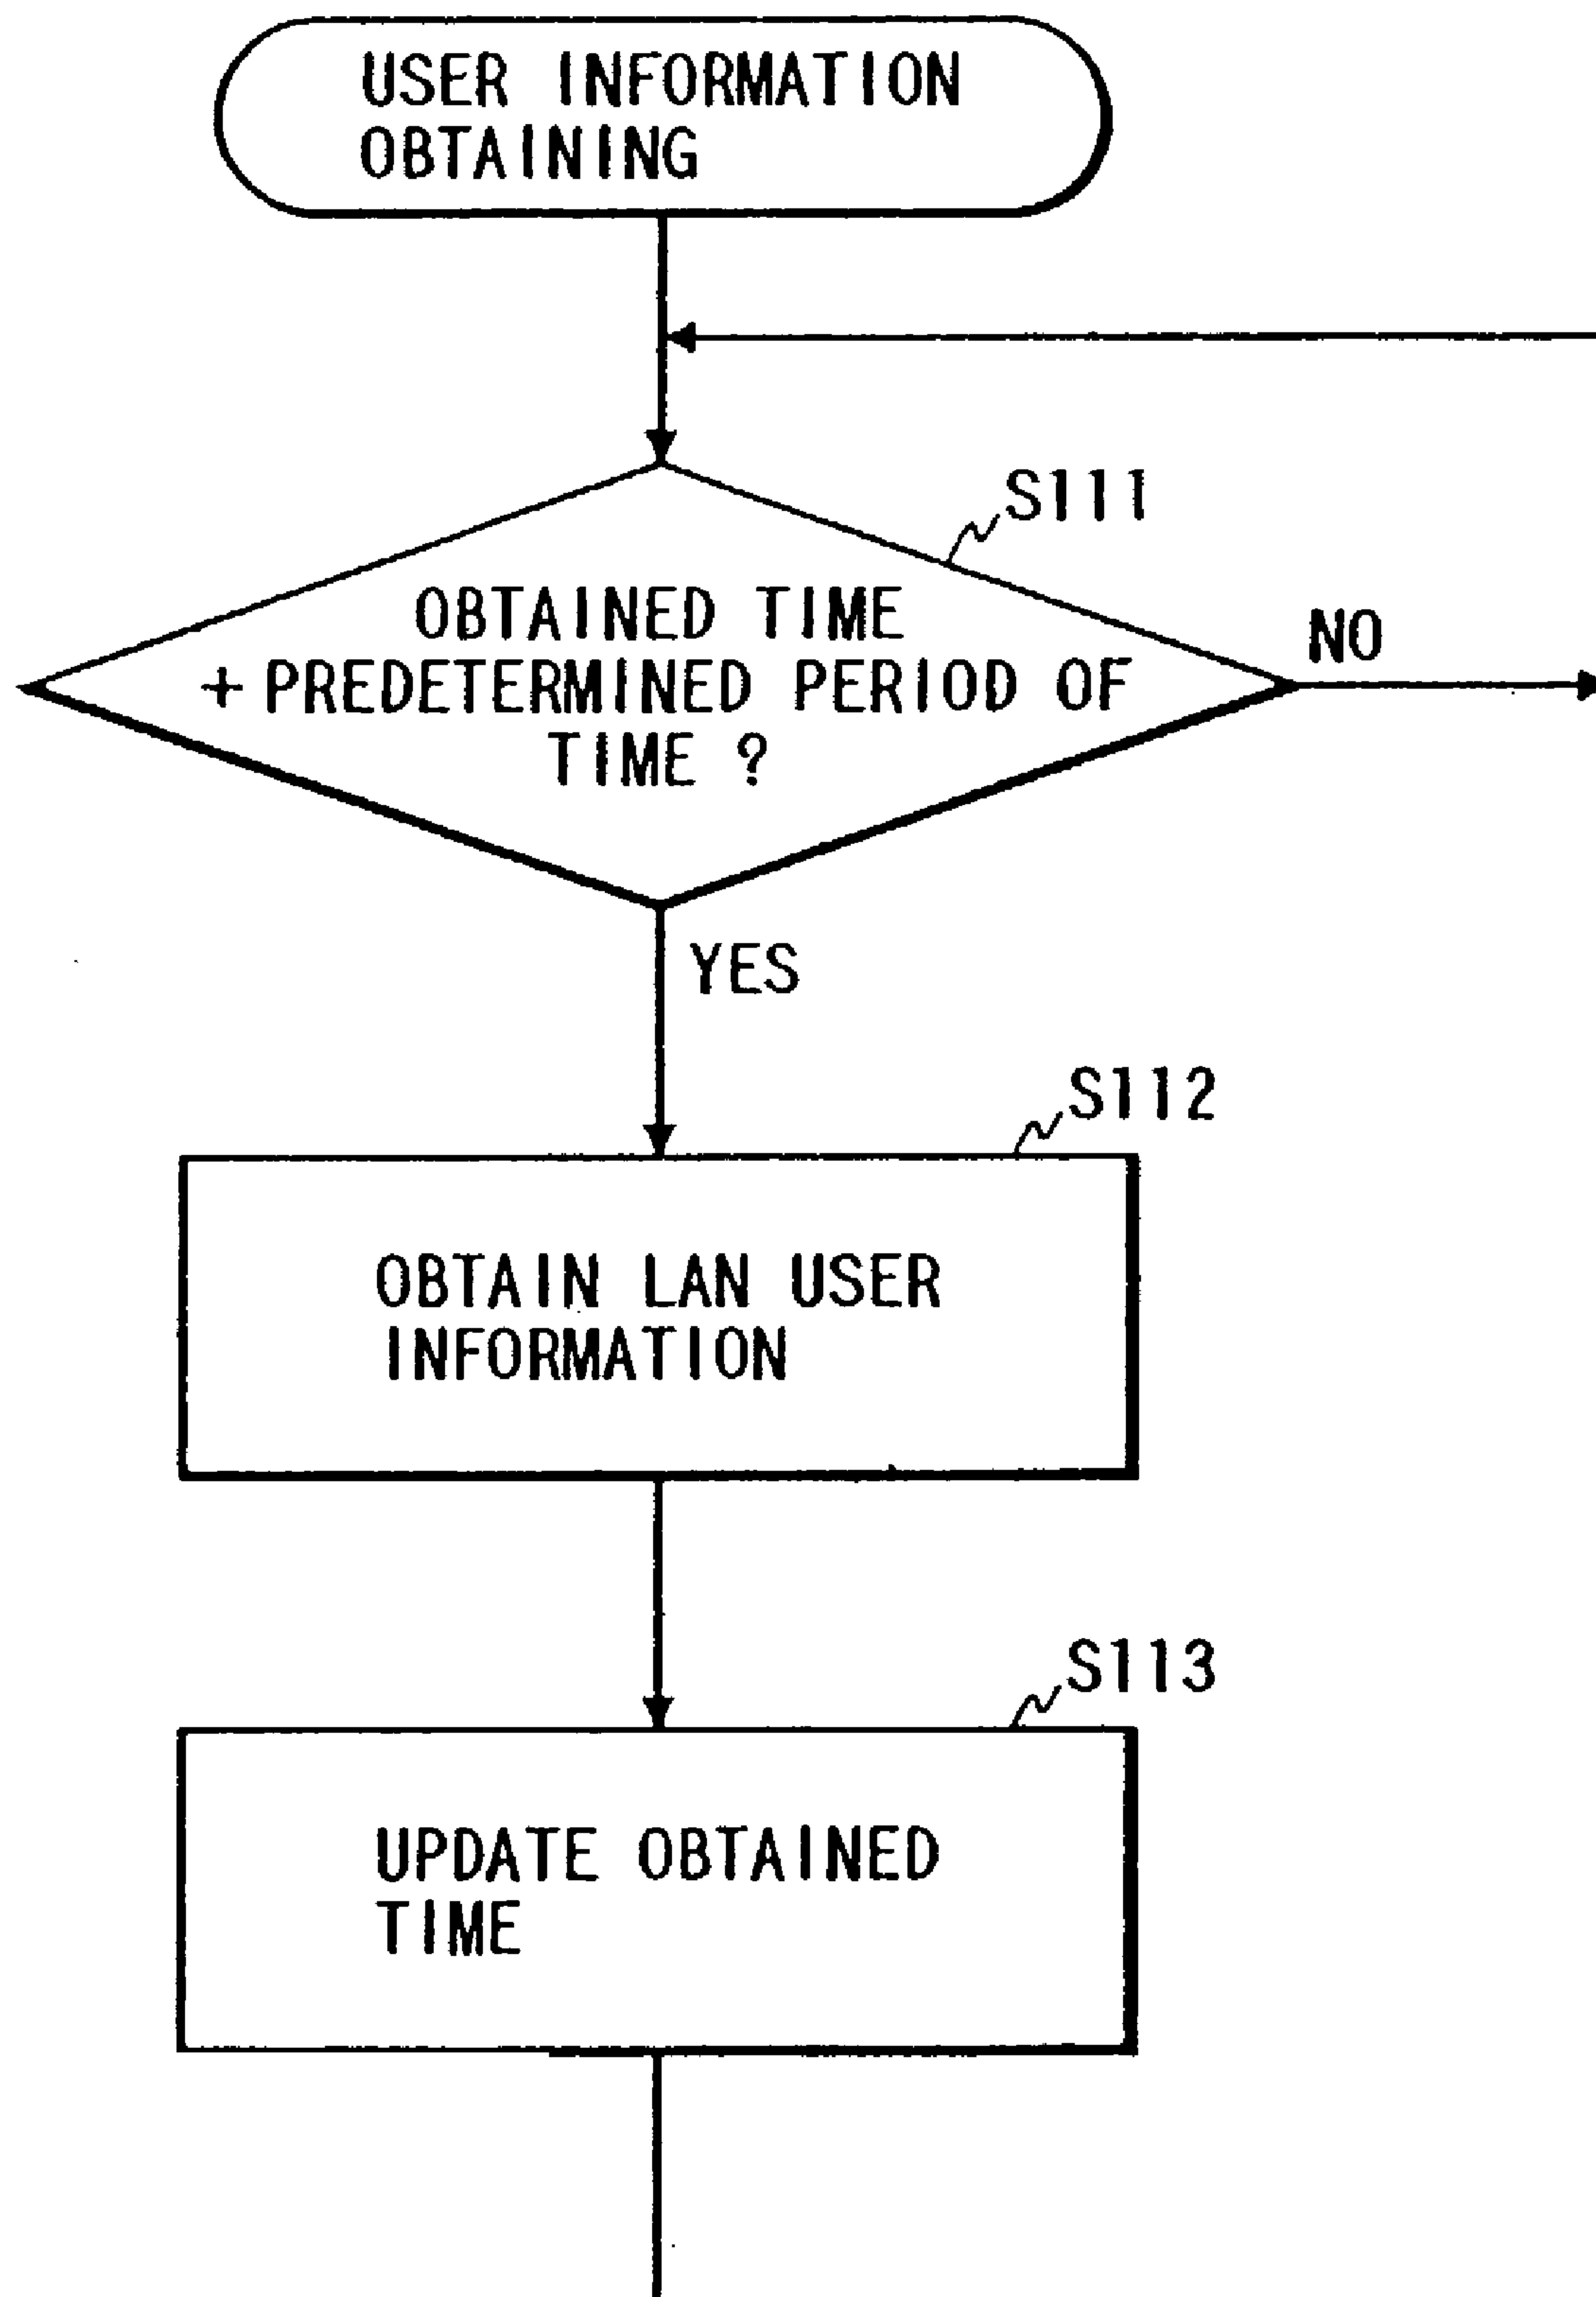 USER INFORMATION
OBTAINING
S111
OBTAINED TIME
+ PREDETERMINED PERIOD OF
TIME ?
NO
YES
S112
OBTAIN LAN USER
INFORMATION
S113
UPDATE OBTAINED
TIME